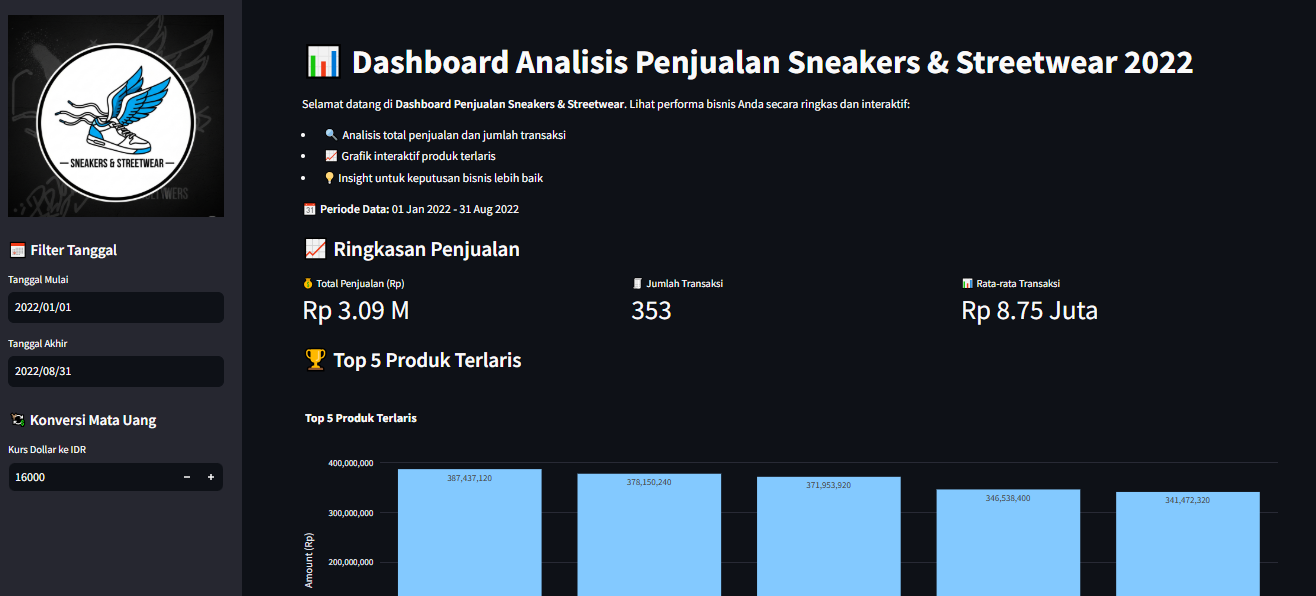 SNEAKERS & STREETWEAR
Filter Tanggal
Tanggal Mulai
2022/01/01
Tanggal Akhir
2022/08/31
Konversi Mata Uang
Kurs Dollar ke IDR
16000
− +
Dashboard Analisis Penjualan Sneakers & Streetwear 2022
Selamat datang di Dashboard Penjualan Sneakers & Streetwear. Lihat performa bisnis Anda secara ringkas dan interaktif:
• 🔍 Analisis total penjualan dan jumlah transaksi
• 📈 Grafik interaktif produk terlaris
• 💡 Insight untuk keputusan bisnis lebih baik
Periode Data: 01 Jan 2022 - 31 Aug 2022
Ringkasan Penjualan
Total Penjualan (Rp)
Rp 3.09 M
Jumlah Transaksi
353
Rata-rata Transaksi
Rp 8.75 Juta
Top 5 Produk Terlaris
Top 5 Produk Terlaris
400,000,000
300,000,000
200,000,000
Amount (Rp)
387,437,120
378,150,240
371,953,920
346,538,400
341,472,320